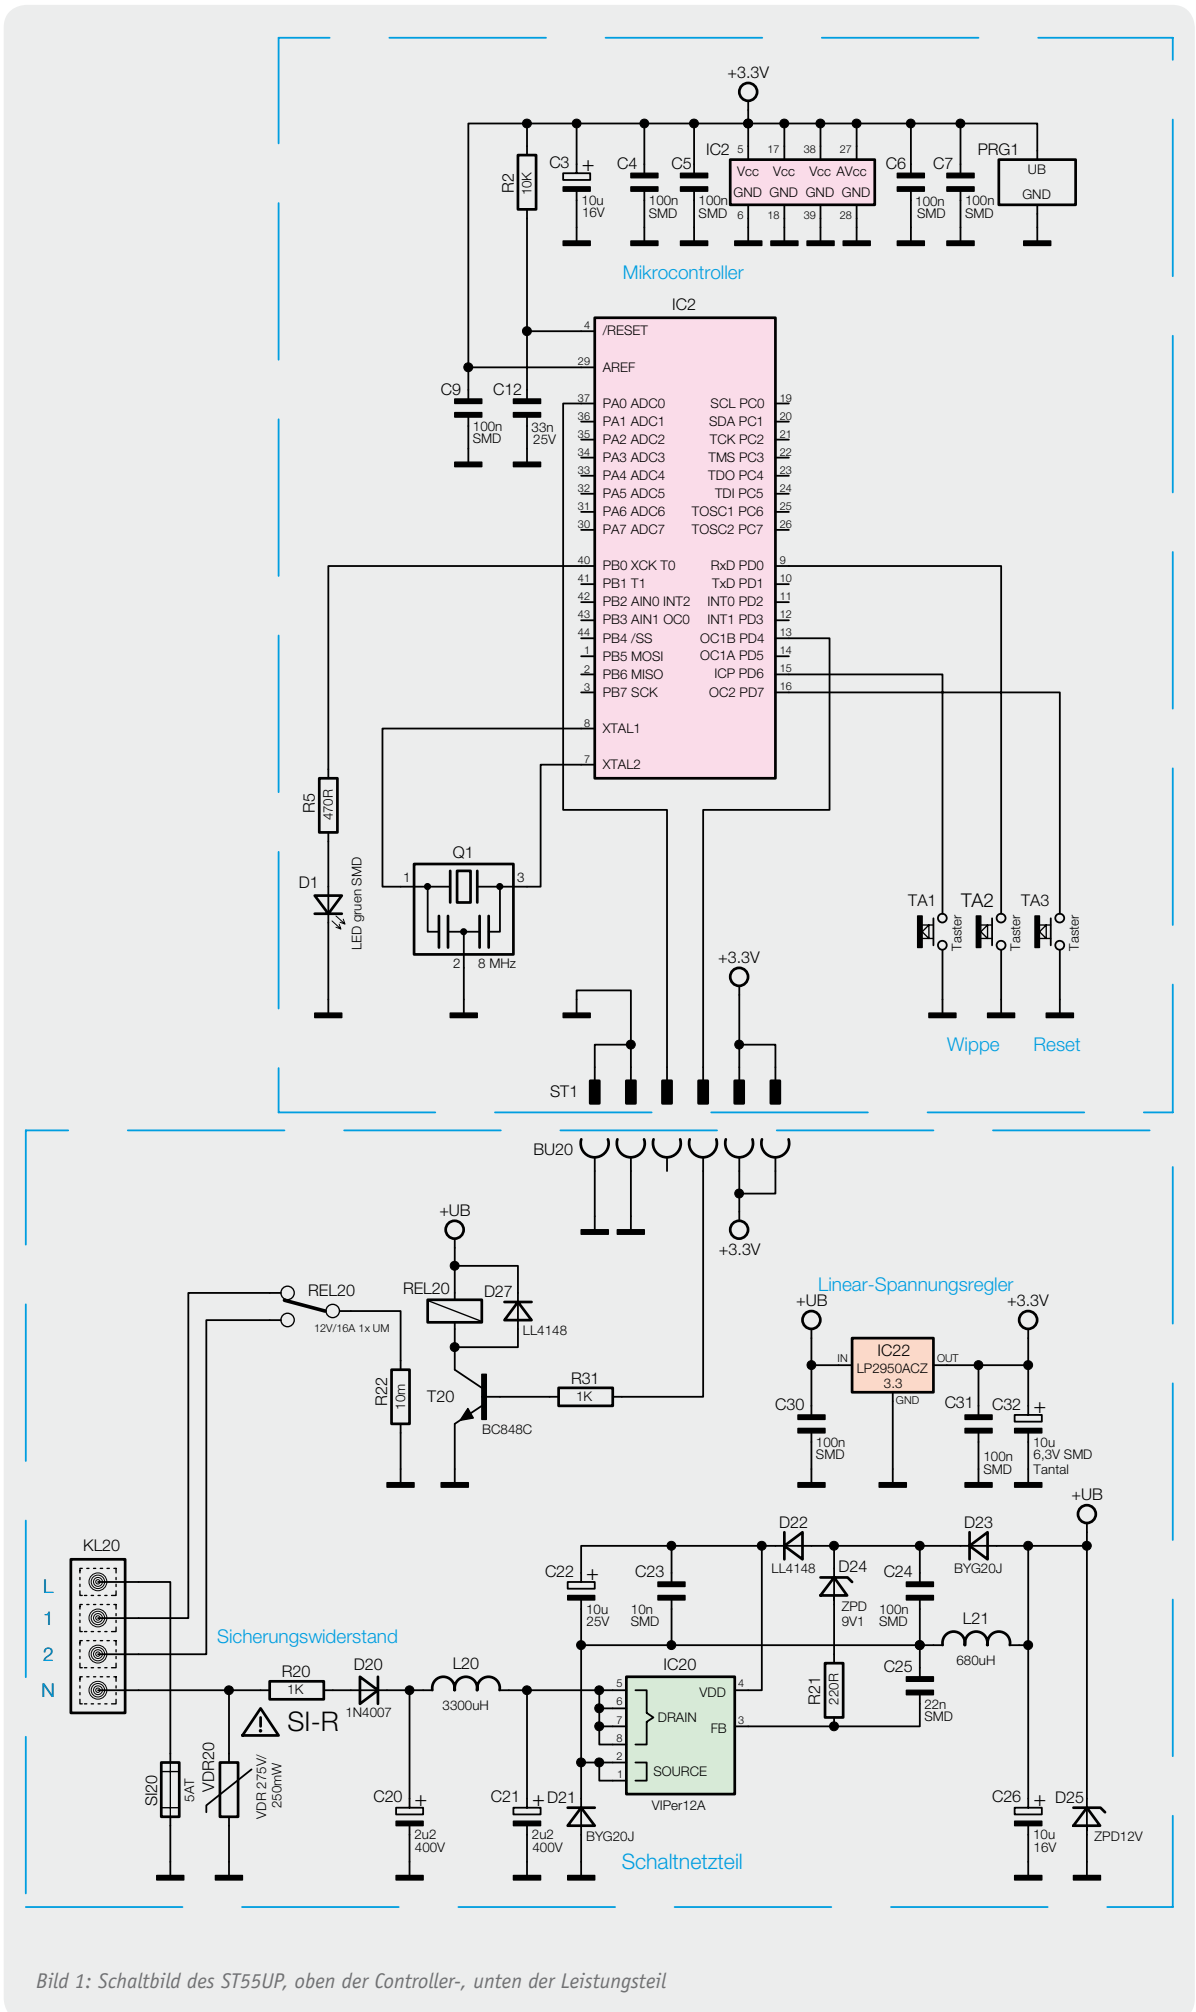 +3.3V
R2
10K
C3
+
10u
16V
C4
100n
SMD
C5
100n
SMD
IC2
5 17 38 27
Vcc Vcc Vcc AVcc
GND GND GND GND
6 18 39 28
C6
100n
SMD
C7
100n
SMD
PRG1
UB
GND
Mikrocontroller
IC2
4 /RESET
29 AREF
C9
100n
SMD
C12
33n
25V
37 PA0 ADC0 SCL PC0 19
36 PA1 ADC1 SDA PC1 20
35 PA2 ADC2 TCK PC2 21
34 PA3 ADC3 TMS PC3 22
33 PA4 ADC4 TDO PC4 23
32 PA5 ADC5 TDI PC5 24
31 PA6 ADC6 TOSC1 PC6 25
30 PA7 ADC7 TOSC2 PC7 26
40 PB0 XCK T0 RxD PD0 9
41 PB1 T1 TxD PD1 10
42 PB2 AIN0 INT2 INT0 PD2 11
43 PB3 AIN1 OC0 INT1 PD3 12
44 PB4 /SS OC1B PD4 13
1 PB5 MOSI OC1A PD5 14
2 PB6 MISO ICP PD6 15
3 PB7 SCK OC2 PD7 16
8 XTAL1
7 XTAL2
R5
470R
D1
LED gruen SMD
Q1
1 3
2 8 MHz
TA1
Taster
TA2
Taster
TA3
Taster
Wippe Reset
+3.3V
ST1
BU20
+3.3V
+UB
REL20
12V/16A 1x UM
REL20
D27
LL4148
R22
10m
T20
BC848C
R31
1K
Linear-Spannungsregler
+UB
+3.3V
IN
IC22
LP2950ACZ
3.3
OUT
GND
C30
100n
SMD
C31
100n
SMD
C32
+
10u
6,3V SMD
Tantal
+UB
KL20
L
1
2
N
Sicherungswiderstand
R20
1K
SI-R
D20
1N4007
L20
3300uH
SI20
5AT
VDR20
VDR 275V/
250mW
C20
+
2u2
400V
C21
+
2u2
400V
D21
BYG20J
C22
+
10u
25V
C23
10n
SMD
D22
LL4148
D24
ZPD
9V1
C24
100n
SMD
D23
BYG20J
L21
680uH
C25
22n
SMD
R21
220R
IC20
5
6
7
8
2
1
DRAIN
SOURCE
VDD 4
FB 3
VIPer12A
C26
+
10u
16V
D25
ZPD12V
Schaltnetzteil
Bild 1: Schaltbild des ST55UP, oben der Controller-, unten der Leistungsteil